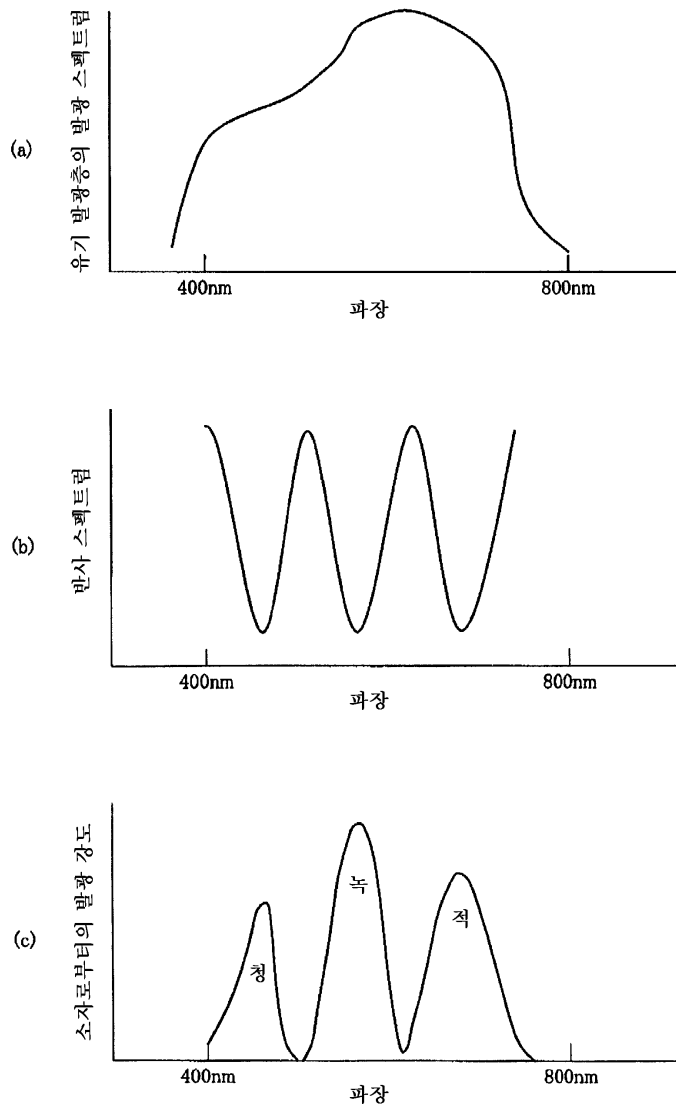 (a)
유기 발광층의 발광 스펙트럼
400nm
800nm
파장
(b)
반사 스펙트럼
400nm
800nm
파장
(c)
소자로부터의 발광 강도
청
녹
적
400nm
800nm
파장